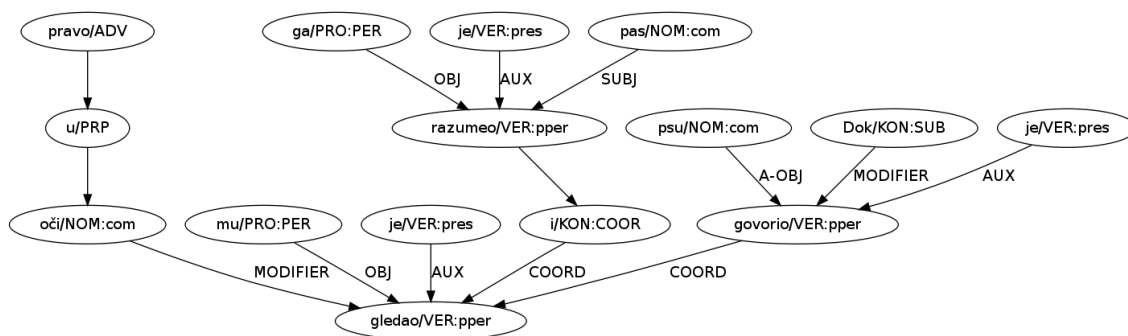 pravo/ADV ga/PRO:PER je/VER:pres pas/NOM:com
OBJ AUX SUBJ
u/PRP razumeo/VER:pper psu/NOM:com Dok/KON:SUB je/VER:pres
A-OBJ MODIFIER AUX
oči/NOM:com mu/PRO:PER je/VER:pres i/KON:COOR govorio/VER:pper
MODIFIER OBJ AUX COORD COORD
gledao/VER:pper